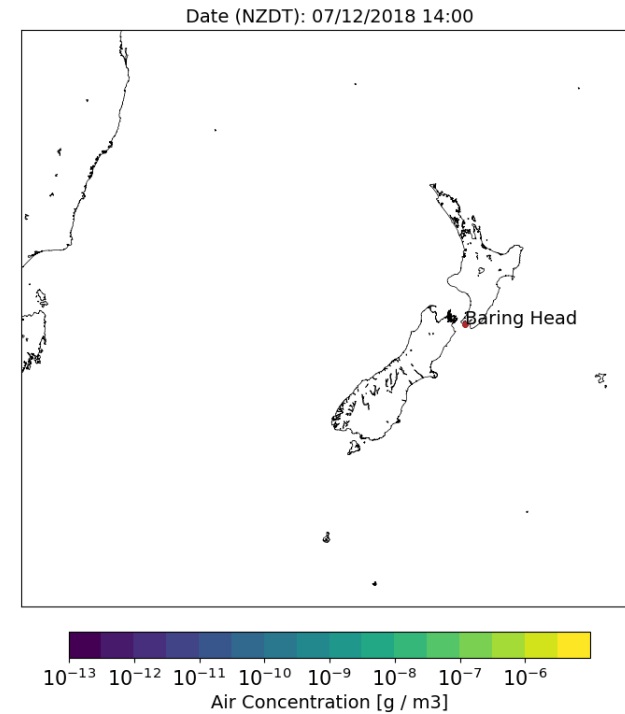 Date (NZDT): 07/12/2018 14:00
Baring Head
10⁻¹³ 10⁻¹² 10⁻¹¹ 10⁻¹⁰ 10⁻⁹ 10⁻⁸ 10⁻⁷ 10⁻⁶
Air Concentration [g / m3]